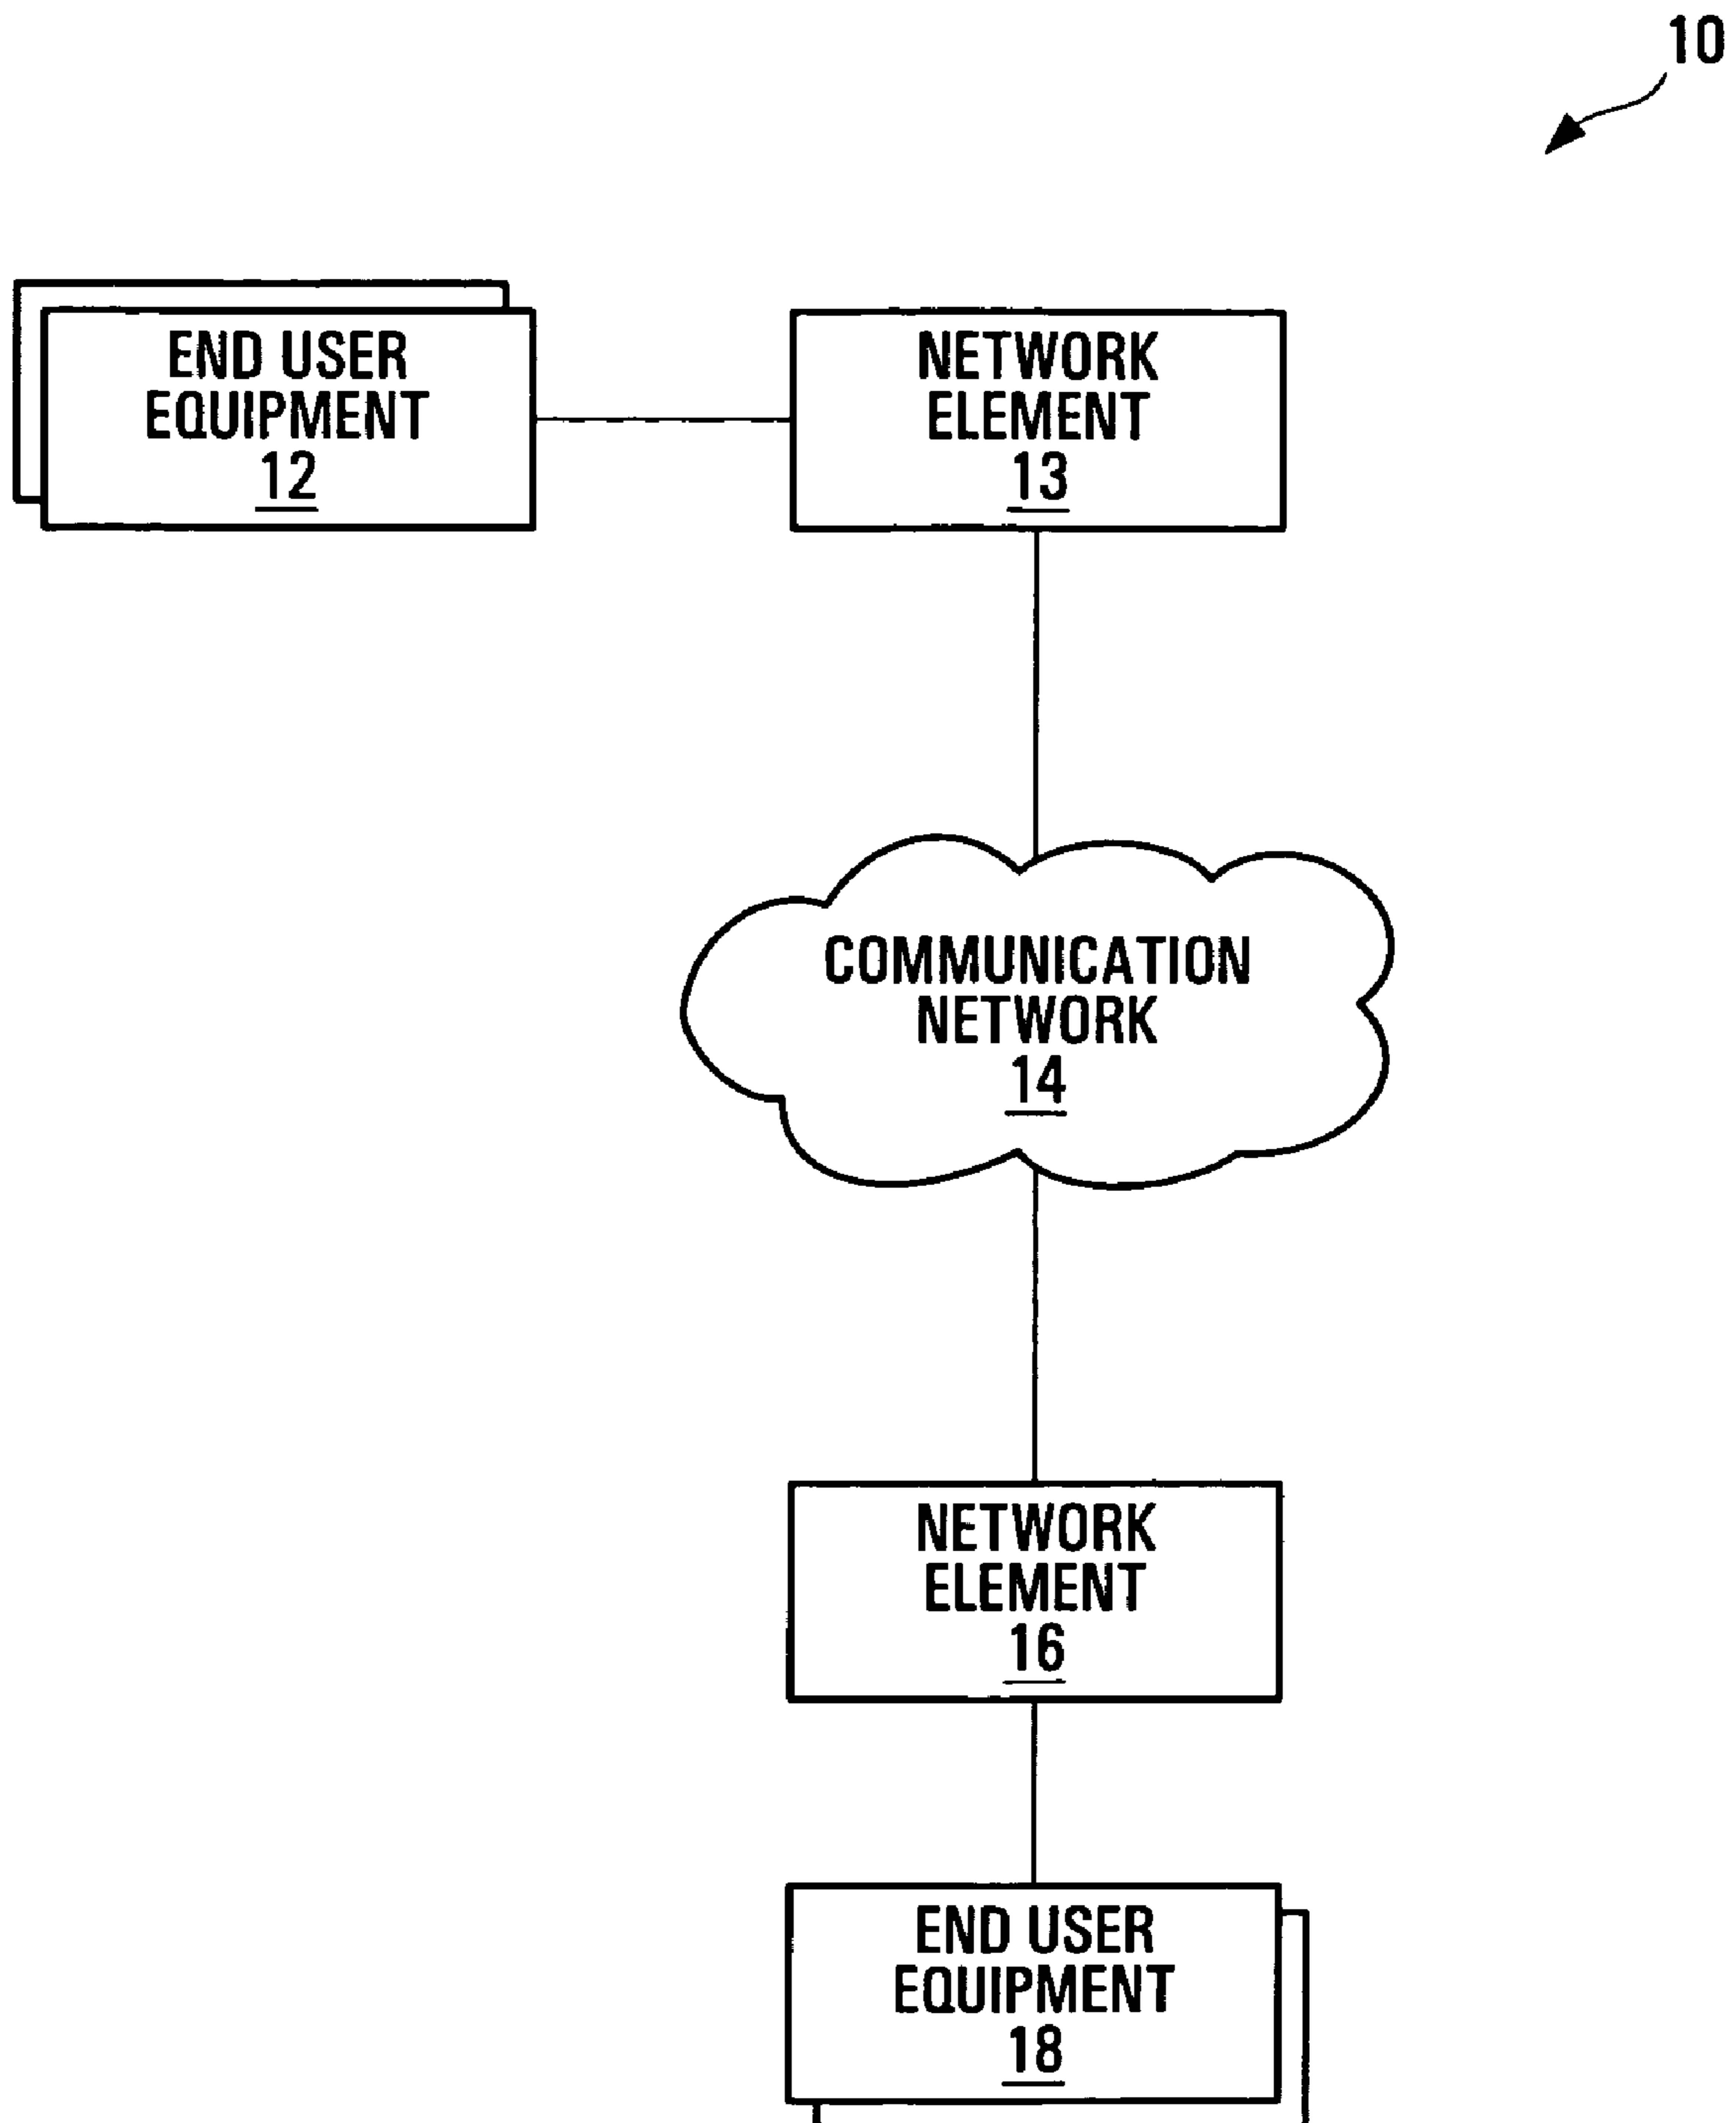 10
END USER
EQUIPMENT
12
NETWORK
ELEMENT
13
COMMUNICATION
NETWORK
14
NETWORK
ELEMENT
16
END USER
EQUIPMENT
18